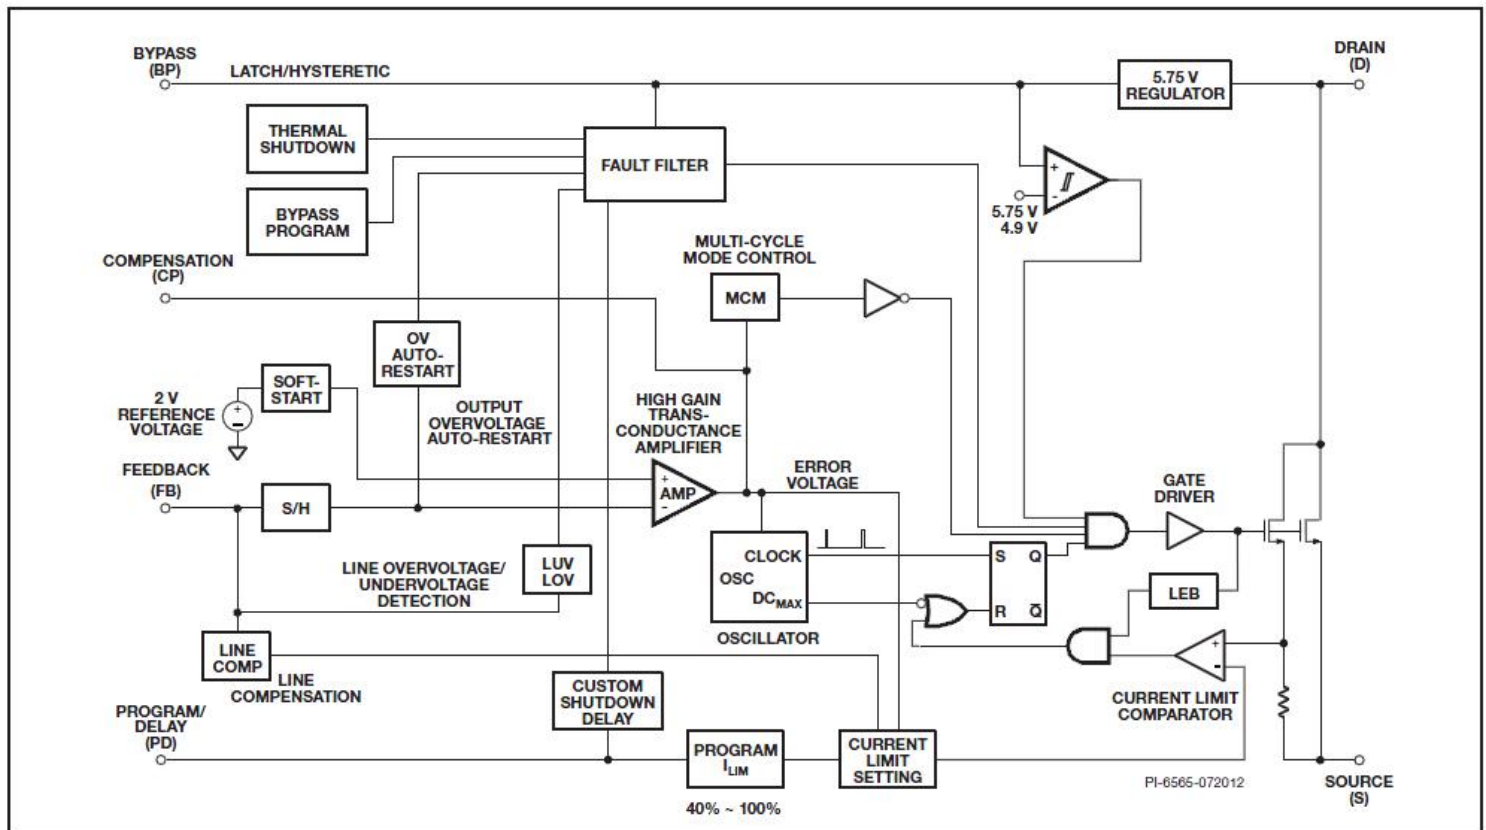 BYPASS
(BP)
LATCH/HYSTERETIC
DRAIN
(D)
5.75 V
REGULATOR
THERMAL
SHUTDOWN
FAULT FILTER
+
-
5.75 V
4.9 V
BYPASS
PROGRAM
MULTI-CYCLE
MODE CONTROL
COMPENSATION
(CP)
MCM
OV
AUTO-
RESTART
SOFT-
START
2 V
REFERENCE
VOLTAGE
+
-
OUTPUT
OVERVOLTAGE
AUTO-RESTART
HIGH GAIN
TRANS-
CONDUCTANCE
AMPLIFIER
FEEDBACK
(FB)
S/H
+
AMP
-
ERROR
VOLTAGE
GATE
DRIVER
LUV
LOV
LINE OVERVOLTAGE/
UNDERVOLTAGE
DETECTION
CLOCK
OSC
DCMAX
OSCILLATOR
S Q
R Q̅
LEB
LINE
COMP
LINE
COMPENSATION
+
-
CURRENT LIMIT
COMPARATOR
CUSTOM
SHUTDOWN
DELAY
PROGRAM/
DELAY
(PD)
PROGRAM
ILIM
40% ~ 100%
CURRENT
LIMIT
SETTING
PI-6565-072012
SOURCE
(S)